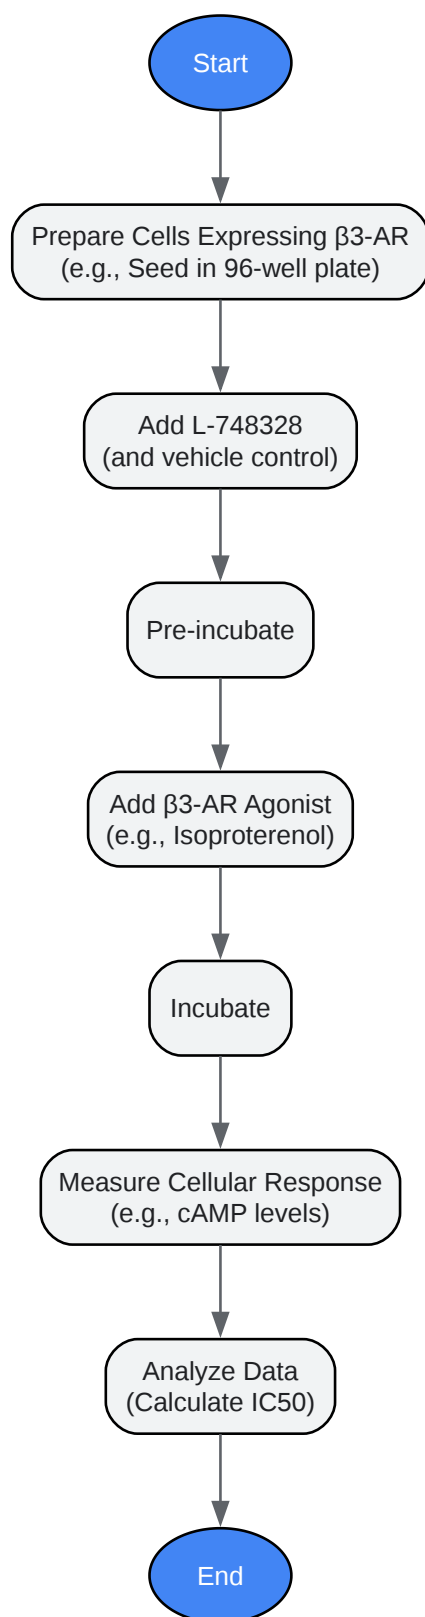 Start
Prepare Cells Expressing β3-AR
(e.g., Seed in 96-well plate)
Add L-748328
(and vehicle control)
Pre-incubate
Add β3-AR Agonist
(e.g., Isoproterenol)
Incubate
Measure Cellular Response
(e.g., cAMP levels)
Analyze Data
(Calculate IC50)
End